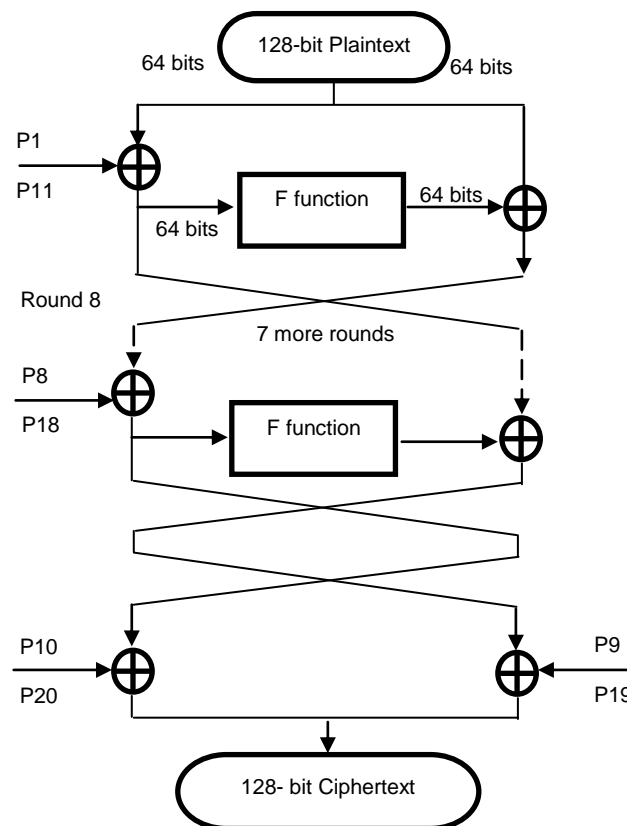 128-bit Plaintext
64 bits
64 bits
P1
P11
F function
64 bits
64 bits
Round 8
7 more rounds
P8
P18
F function
P10
P20
P9
P19
128- bit Ciphertext